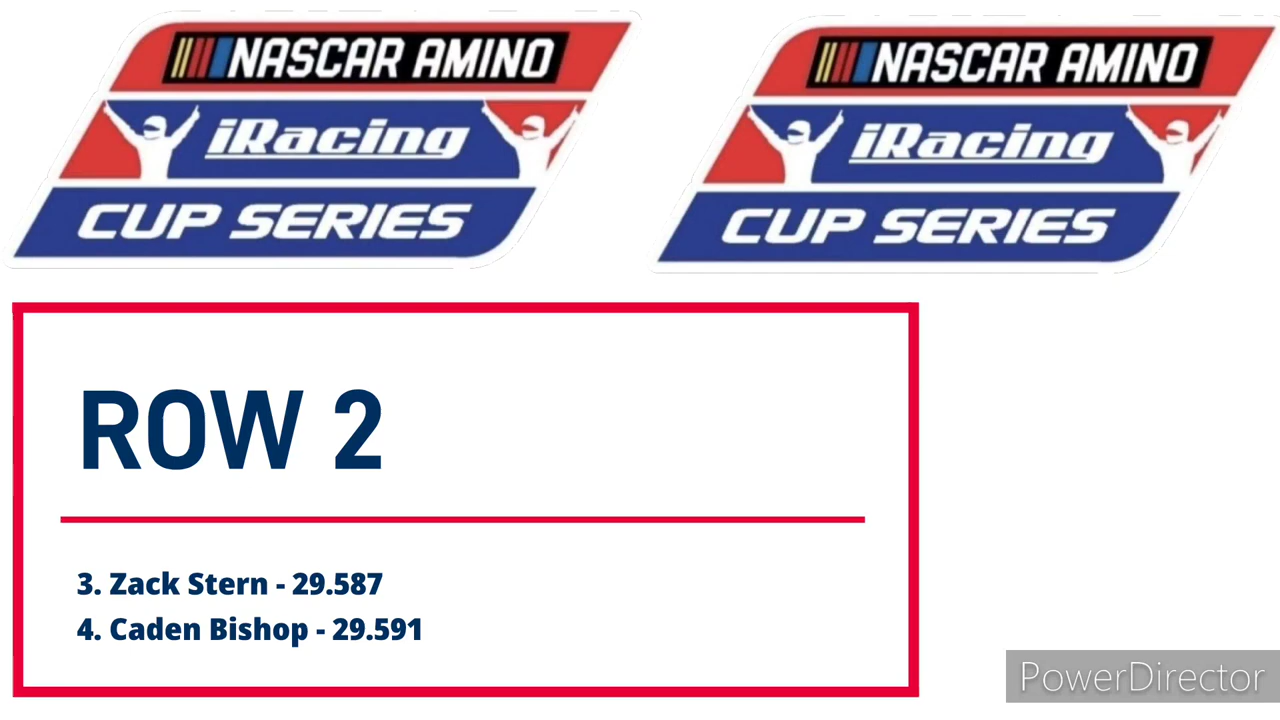 NASCAR AMINO
iRacing
CUP SERIES
NASCAR AMINO
iRacing
CUP SERIES
ROW 2
3. Zack Stern - 29.587
4. Caden Bishop - 29.591
PowerDirector